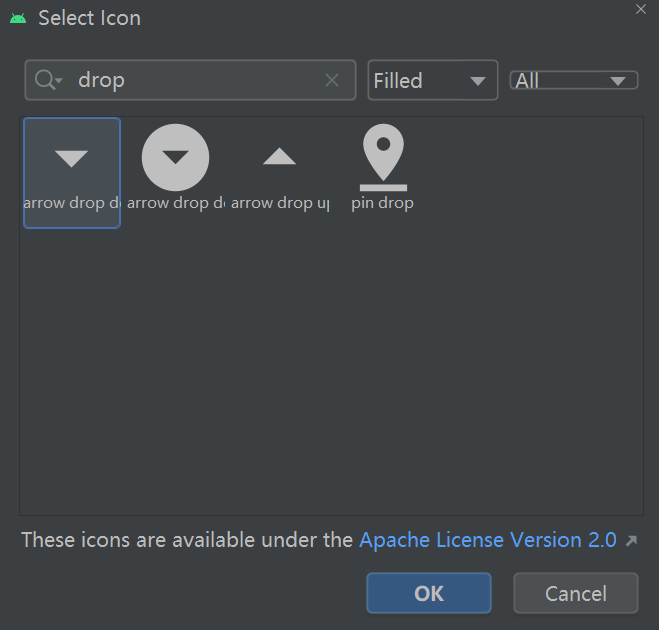 Select Icon
drop
Filled
All
arrow drop d
arrow drop d
arrow drop u
pin drop
These icons are available under the Apache License Version 2.0
OK
Cancel